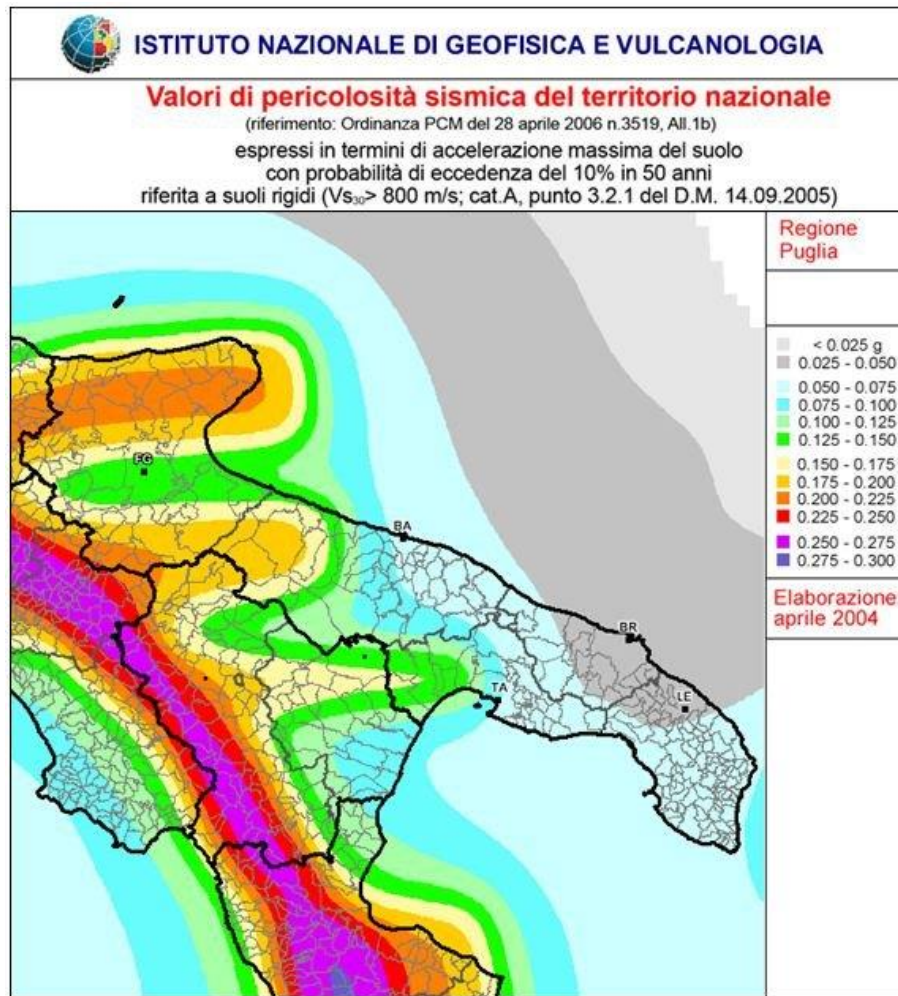 ISTITUTO NAZIONALE DI GEOFISICA E VULCANOLOGIA
Valori di pericolosità sismica del territorio nazionale
(riferimento: Ordinanza PCM del 28 aprile 2006 n.3519, All.1b)
espressi in termini di accelerazione massima del suolo
con probabilità di eccedenza del 10% in 50 anni
riferita a suoli rigidi (Vs₃₀> 800 m/s; cat.A, punto 3.2.1 del D.M. 14.09.2005)
Regione
Puglia
< 0.025 g
0.025 - 0.050
0.050 - 0.075
0.075 - 0.100
0.100 - 0.125
0.125 - 0.150
0.150 - 0.175
0.175 - 0.200
0.200 - 0.225
0.225 - 0.250
0.250 - 0.275
0.275 - 0.300
Elaborazione
aprile 2004
FG
BA
BR
TA
LE